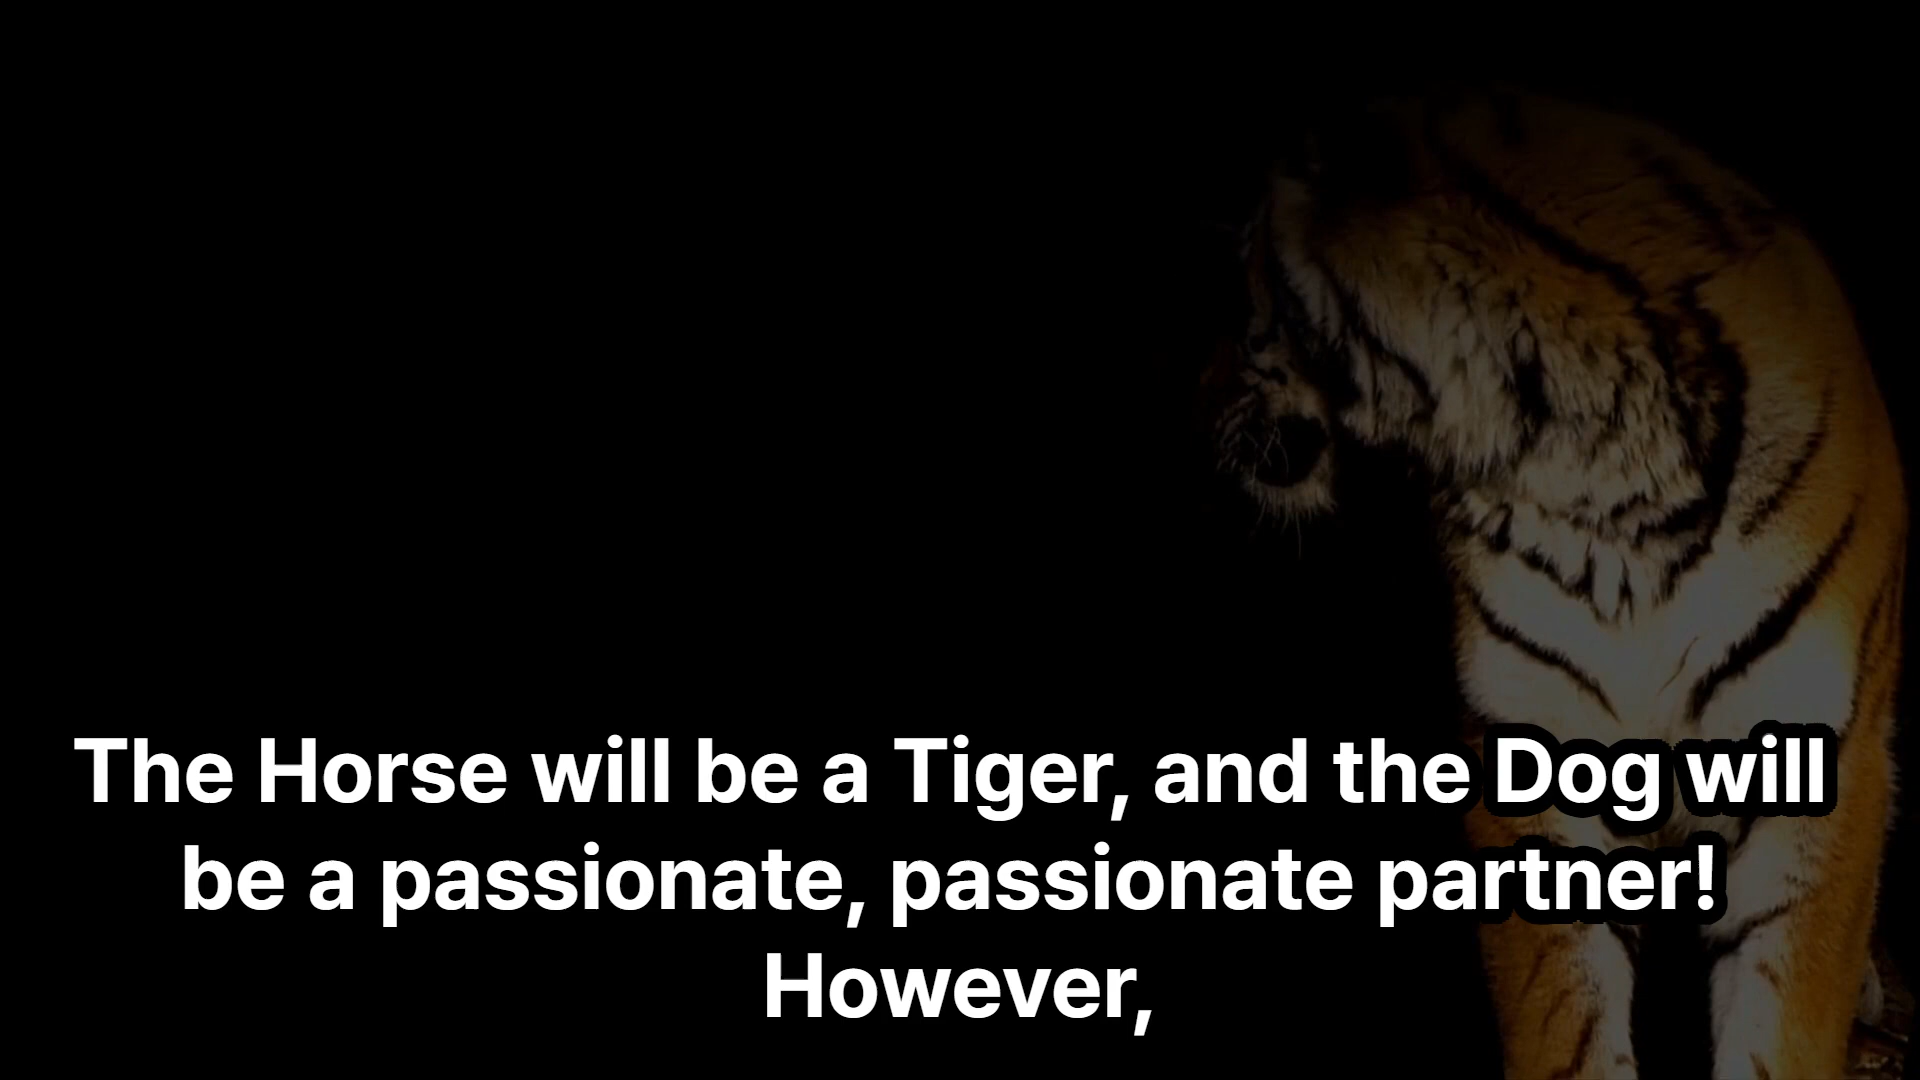 The Horse will be a Tiger, and the Dog will
be a passionate, passionate partner!
However,